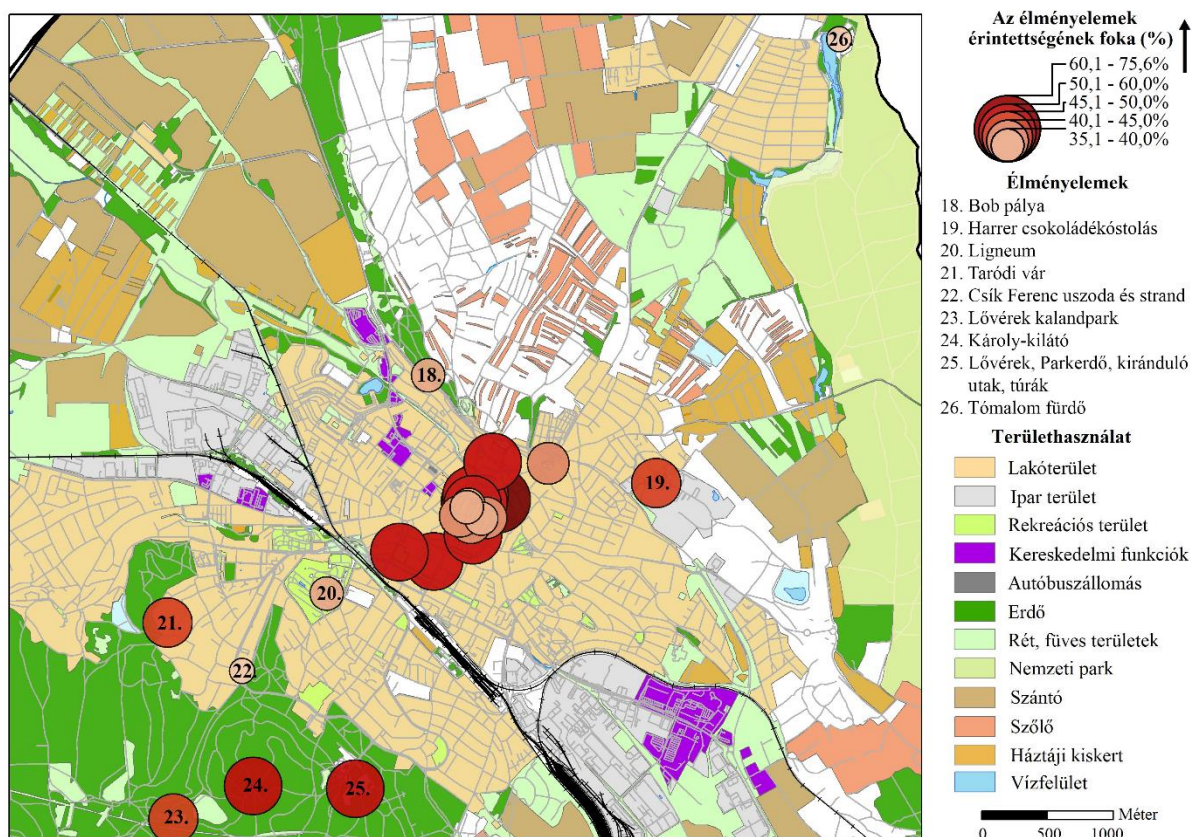 26.
18.
19.
20.
21.
22.
24.
25.
23.
Az élményelemek
érintettségének foka (%)
60,1 - 75,6%
50,1 - 60,0%
45,1 - 50,0%
40,1 - 45,0%
35,1 - 40,0%
Élményelemek
18. Bob pálya
19. Harrer csokoládékóstolás
20. Ligneum
21. Taródi vár
22. Csík Ferenc uszoda és strand
23. Lővérek kalandpark
24. Károly-kilátó
25. Lővérek, Parkerdő, kiránduló
utak, túrák
26. Tómalom fürdő
Területhasználat
Lakóterület
Ipar terület
Rekreációs terület
Kereskedelmi funkciók
Autóbuszállomás
Erdő
Rét, füves területek
Nemzeti park
Szántó
Szőlő
Háztáji kiskert
Vízfelület
Méter
0 500 1000